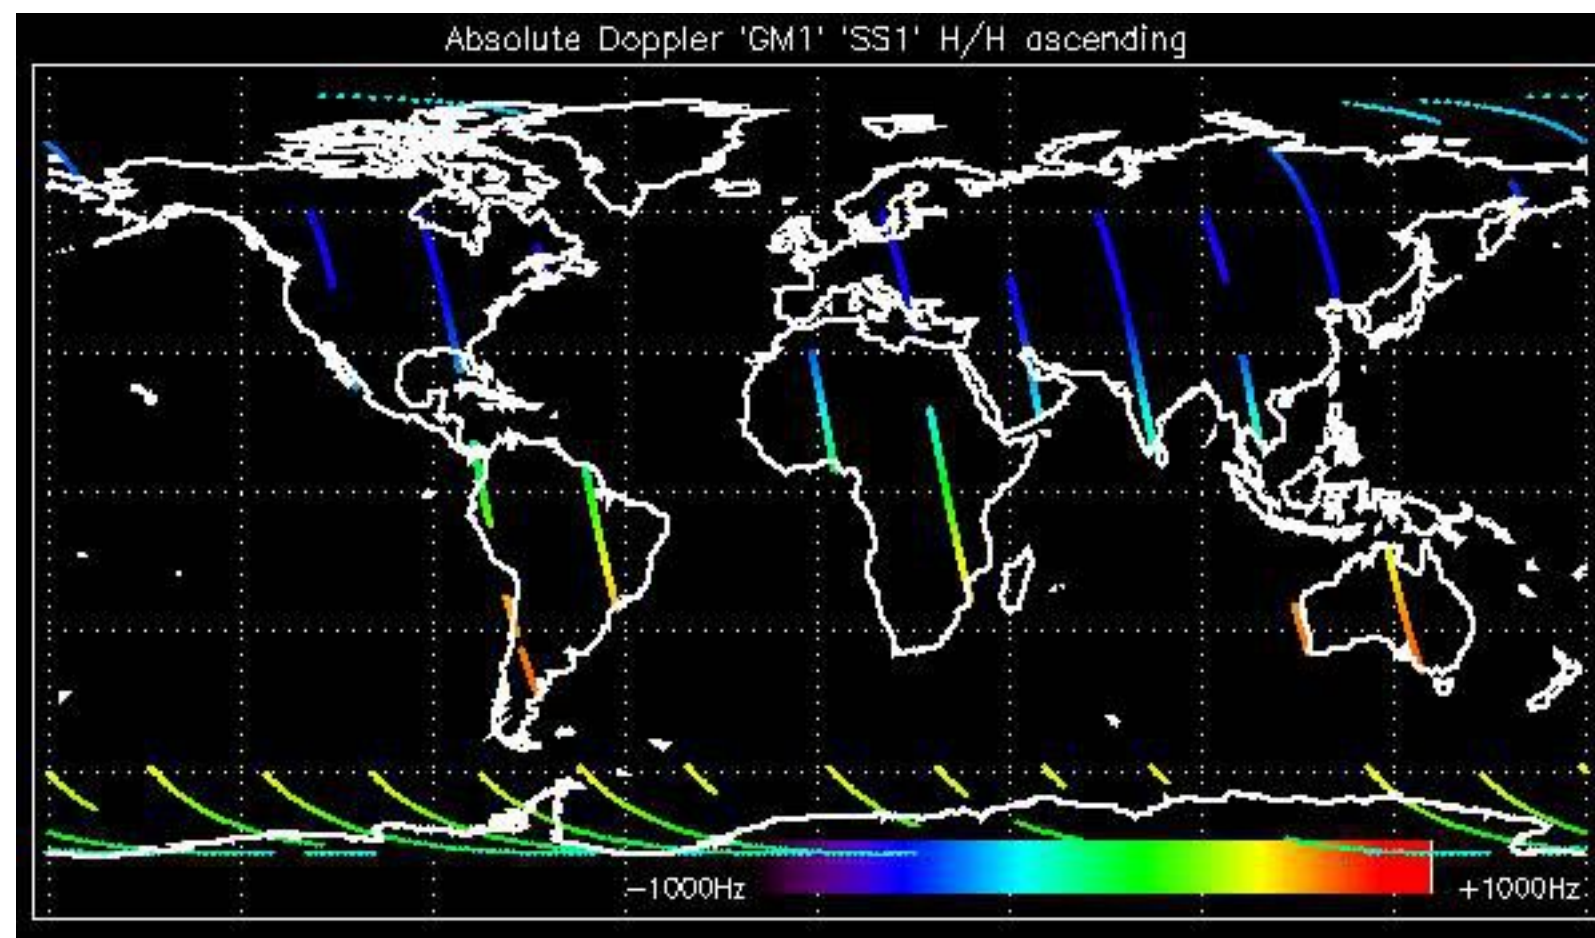 Absolute Doppler 'GM1' 'SS1' H/H ascending
−1000Hz
+1000Hz